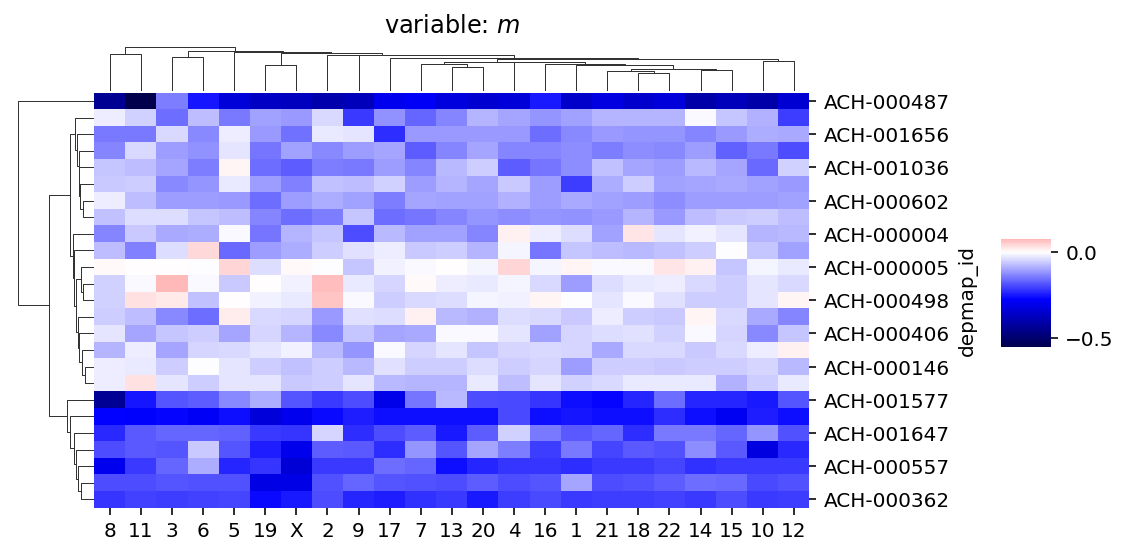 variable: m
ACH-000487
ACH-001656
ACH-001036
ACH-000602
ACH-000004
ACH-000005
ACH-000498
ACH-000406
ACH-000146
ACH-001577
ACH-001647
ACH-000557
ACH-000362
depmap_id
0.0
−0.5
8 11 3 6 5 19 X 2 9 17 7 13 20 4 16 1 21 18 22 14 15 10 12